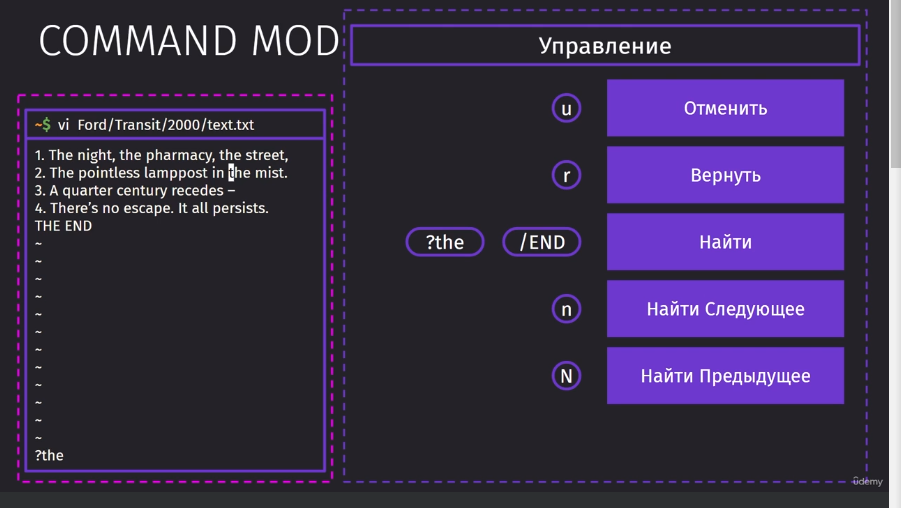 COMMAND MOD
~$ vi Ford/Transit/2000/text.txt
1. The night, the pharmacy, the street,
2. The pointless lamppost in the mist.
3. A quarter century recedes –
4. There’s no escape. It all persists.
THE END
~
~
~
~
~
~
~
~
~
~
~
~
?the
Управление
u Отменить
r Вернуть
?the /END Найти
n Найти Следующее
N Найти Предыдущее
ûdemy